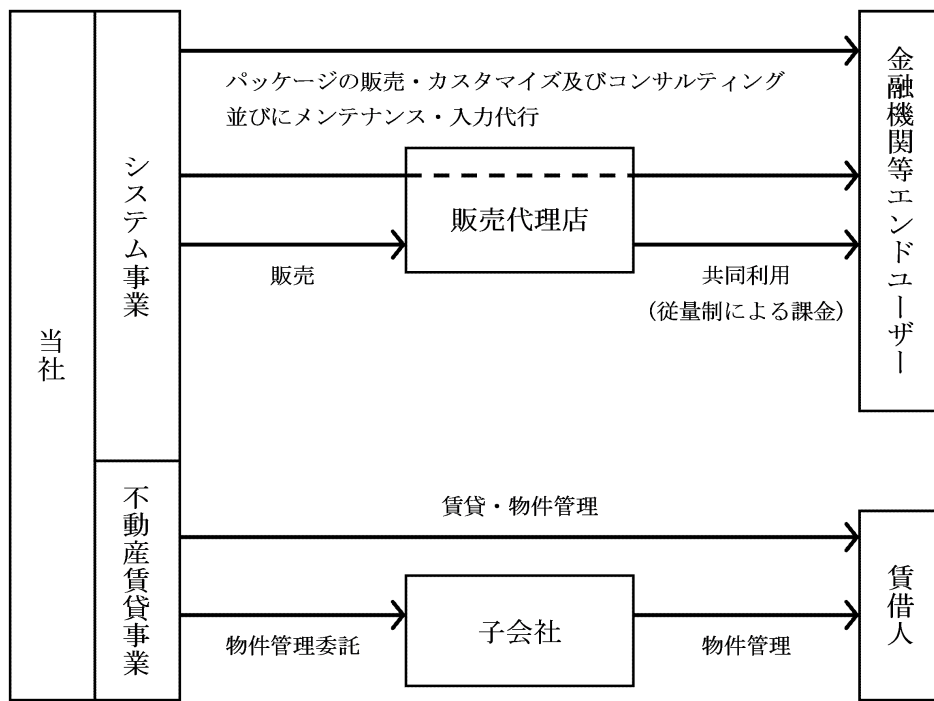 当社
システム事業
パッケージの販売・カスタマイズ及びコンサルティング
並びにメンテナンス・入力代行
販売代理店
販売
共同利用
（従量制による課金）
金融機関等エンドユーザー
不動産賃貸事業
賃貸・物件管理
子会社
物件管理委託
物件管理
賃借人